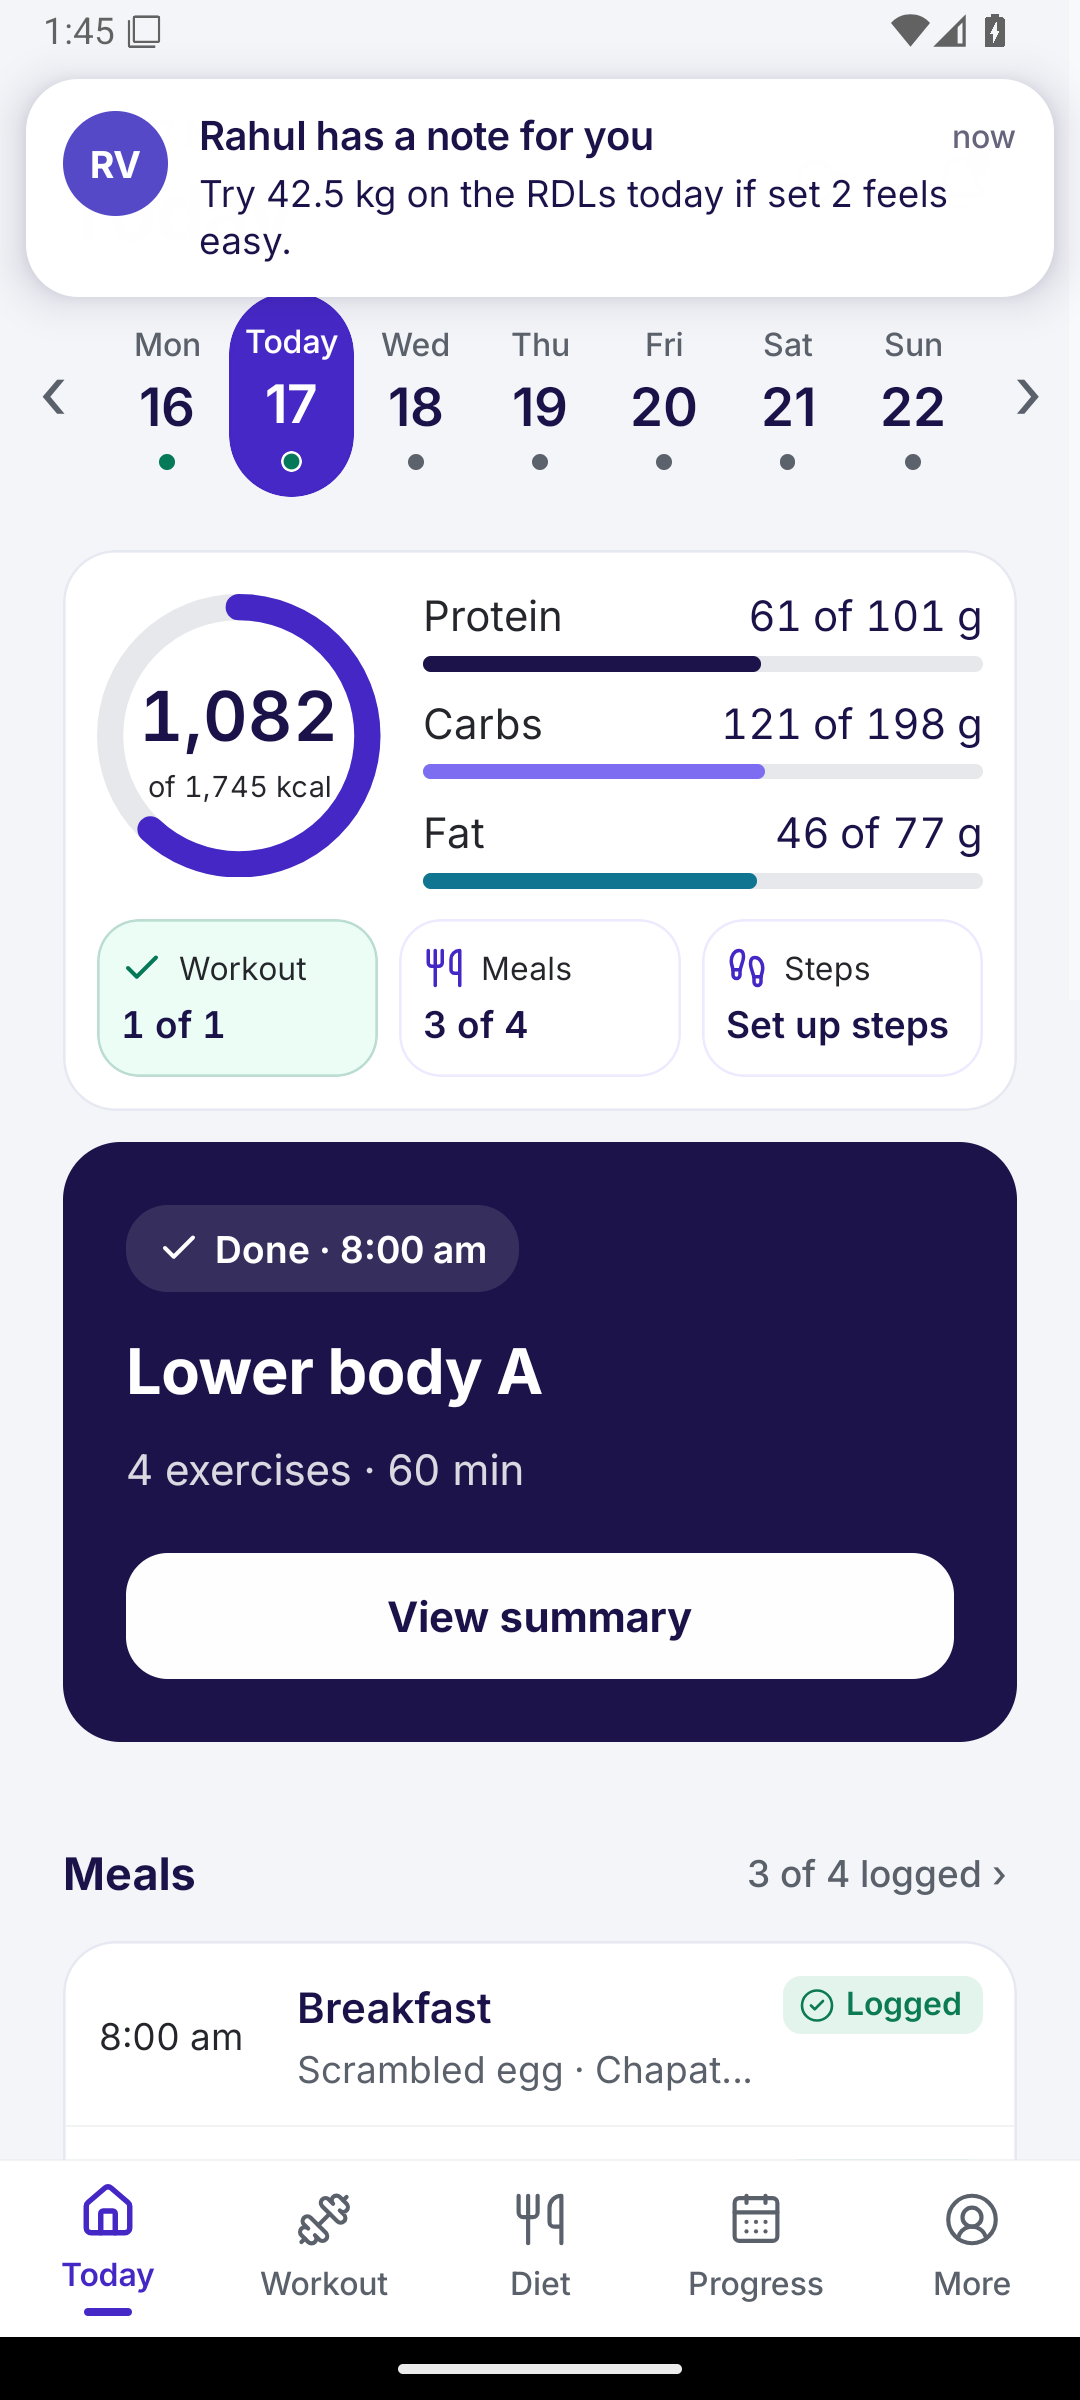 1:45
RV
Rahul has a note for you
now
Try 42.5 kg on the RDLs today if set 2 feels
easy.
Mon Today Wed Thu Fri Sat Sun
‹ 16 17 18 19 20 21 22 ›
1,082
of 1,745 kcal
Protein 61 of 101 g
Carbs 121 of 198 g
Fat 46 of 77 g
Workout
1 of 1
Meals
3 of 4
Steps
Set up steps
Done · 8:00 am
Lower body A
4 exercises · 60 min
View summary
Meals
3 of 4 logged ›
8:00 am
Breakfast
Logged
Scrambled egg · Chapat...
Today Workout Diet Progress More